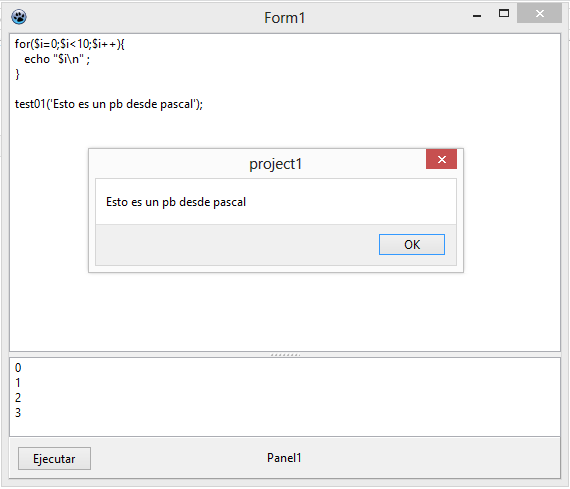 Form1
for($i=0;$i<10;$i++){
echo "$i\n" ;
}
test01('Esto es un pb desde pascal');
project1
Esto es un pb desde pascal
OK
0
1
2
3
Ejecutar
Panel1